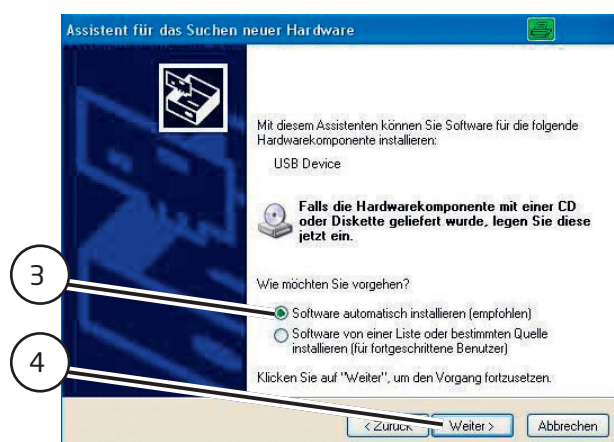 Assistent für das Suchen neuer Hardware
Mit diesem Assistenten können Sie Software für die folgende
Hardwarekomponente installieren:
USB Device
Falls die Hardwarekomponente mit einer CD
oder Diskette geliefert wurde, legen Sie diese
jetzt ein.
Wie möchten Sie vorgehen?
3
Software automatisch installieren (empfohlen)
Software von einer Liste oder bestimmten Quelle
installieren (für fortgeschrittene Benutzer)
4
Klicken Sie auf "Weiter", um den Vorgang fortzusetzen.
< Zurück
Weiter >
Abbrechen